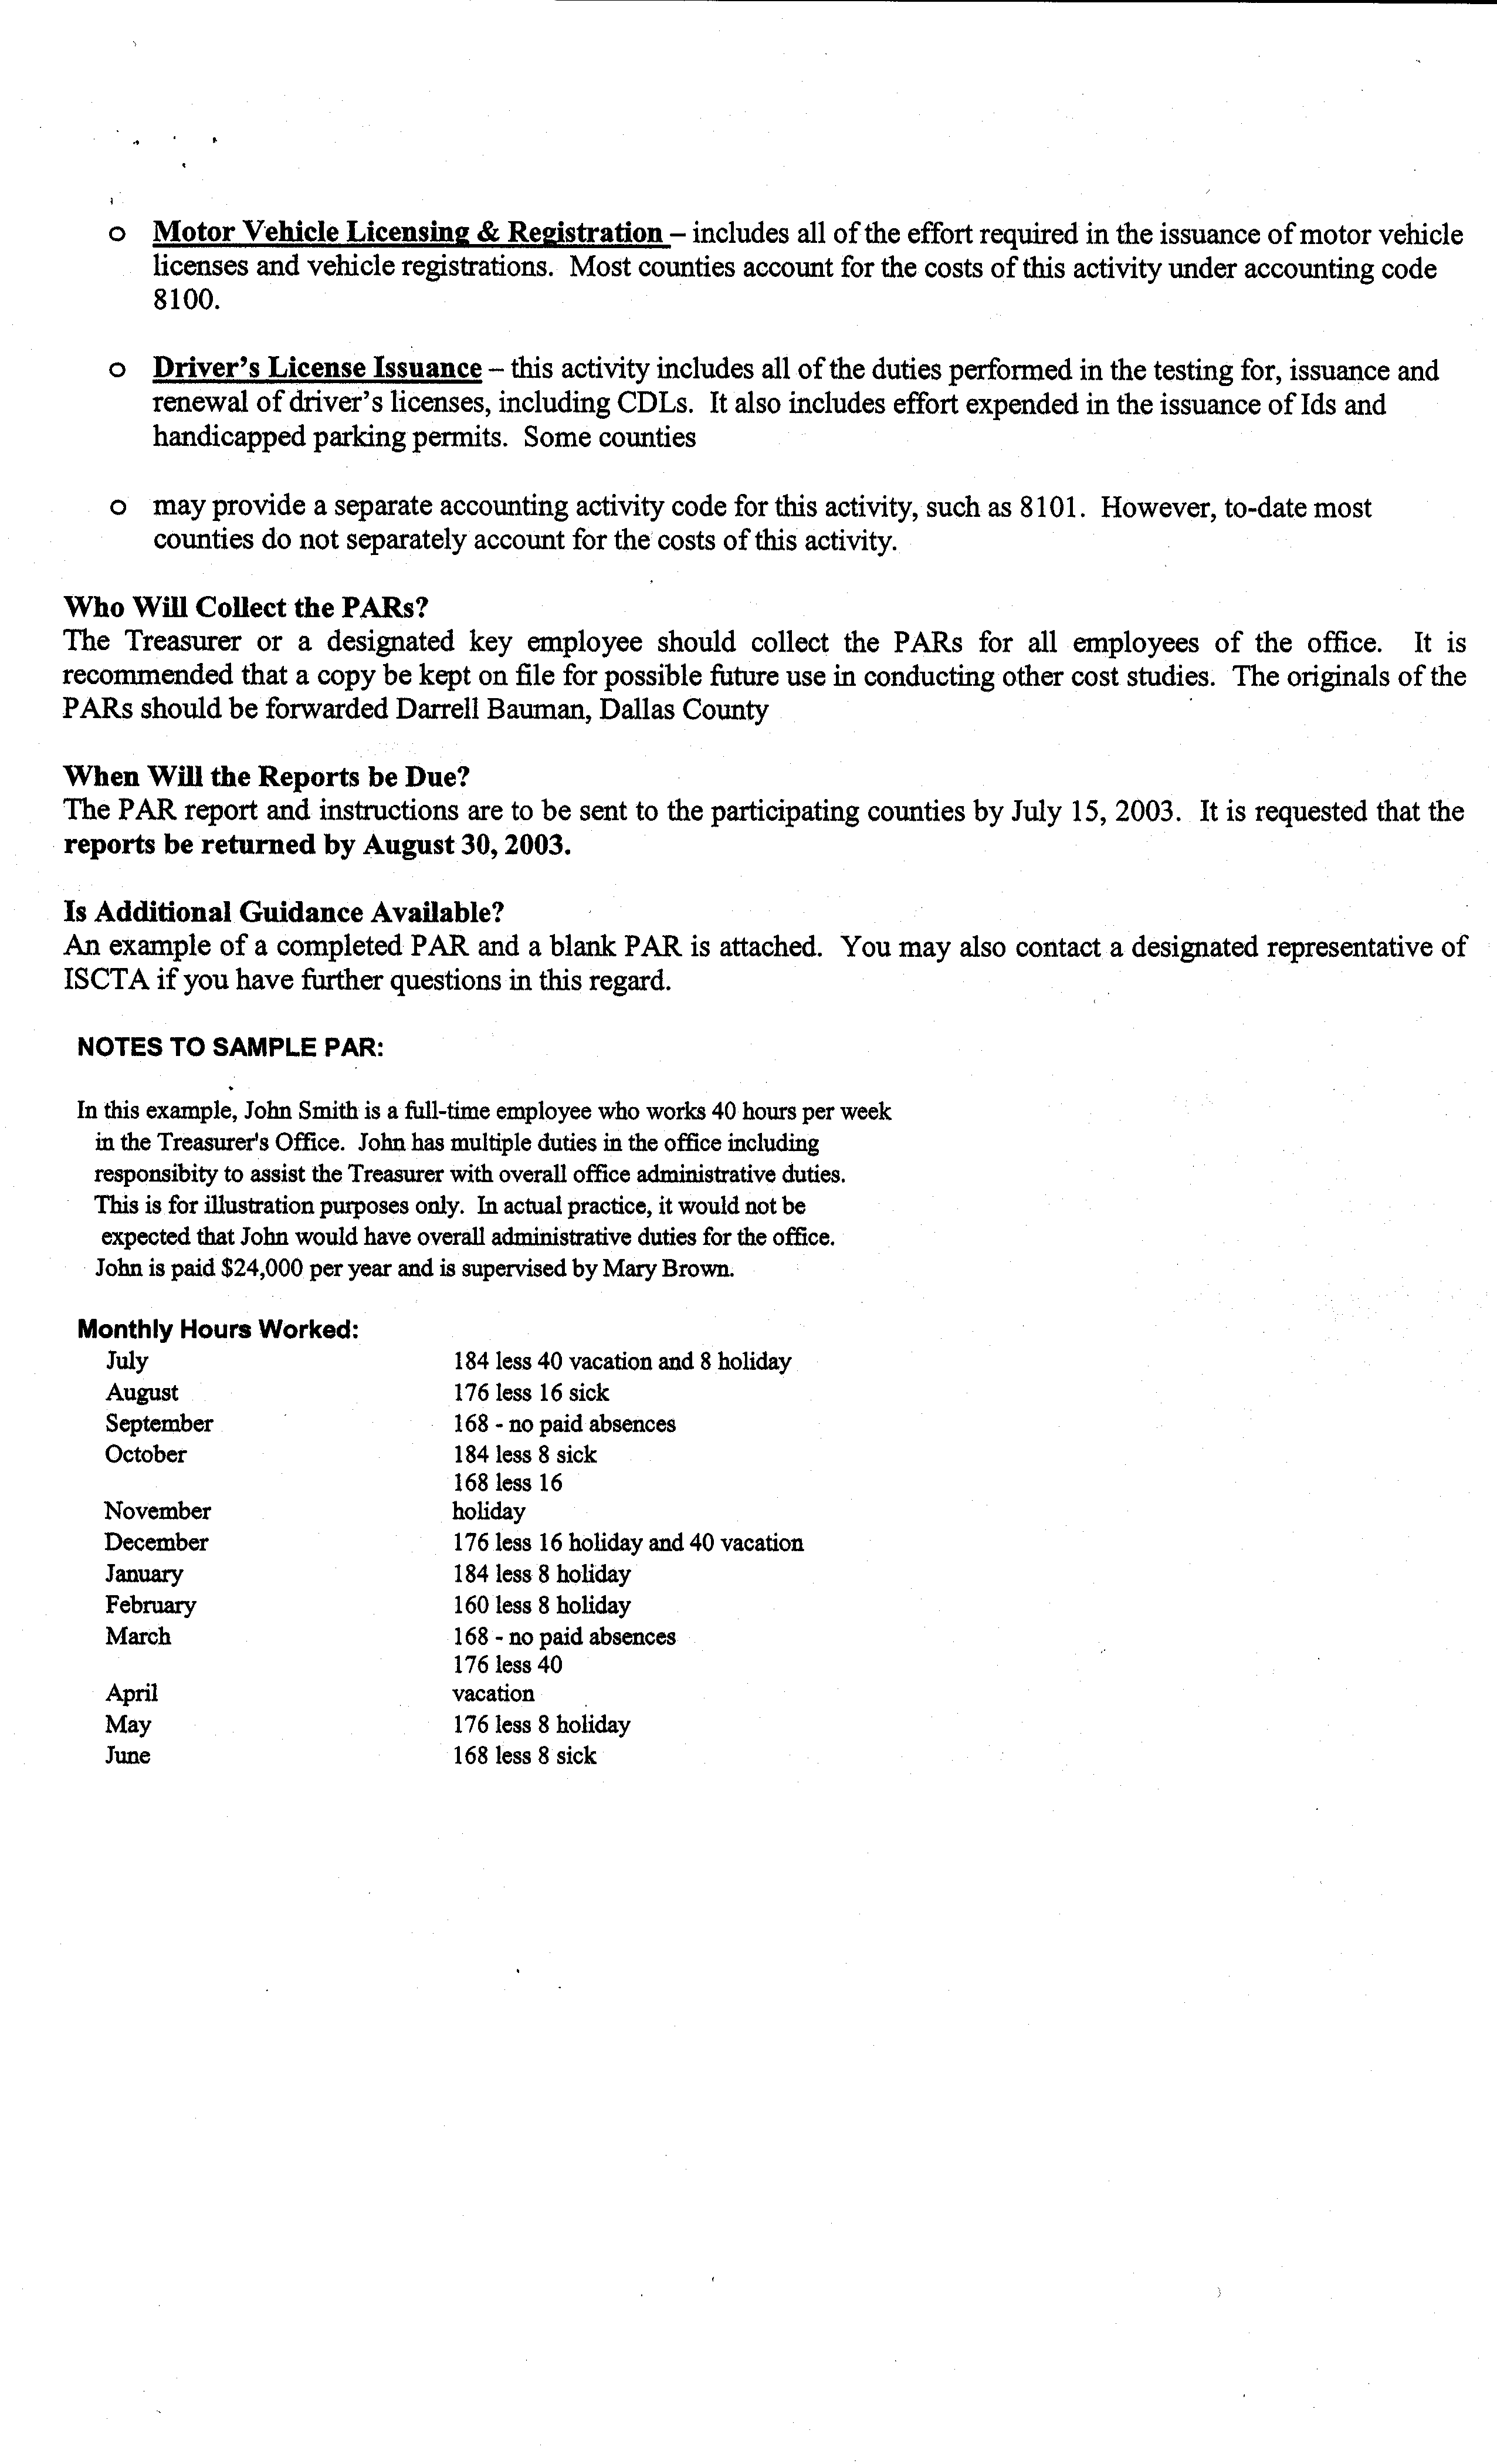 o Motor Vehicle Licensing & Registration – includes all of the effort required in the issuance of motor vehicle
licenses and vehicle registrations. Most counties account for the costs of this activity under accounting code
8100.
o Driver's License Issuance – this activity includes all of the duties performed in the testing for, issuance and
renewal of driver's licenses, including CDLs. It also includes effort expended in the issuance of Ids and
handicapped parking permits. Some counties
o may provide a separate accounting activity code for this activity, such as 8101. However, to-date most
counties do not separately account for the costs of this activity.
Who Will Collect the PARs?
The Treasurer or a designated key employee should collect the PARs for all employees of the office. It is
recommended that a copy be kept on file for possible future use in conducting other cost studies. The originals of the
PARs should be forwarded Darrell Bauman, Dallas County
When Will the Reports be Due?
The PAR report and instructions are to be sent to the participating counties by July 15, 2003. It is requested that the
reports be returned by August 30, 2003.
Is Additional Guidance Available?
An example of a completed PAR and a blank PAR is attached. You may also contact a designated representative of
ISCTA if you have further questions in this regard.
NOTES TO SAMPLE PAR:
In this example, John Smith is a full-time employee who works 40 hours per week
in the Treasurer's Office. John has multiple duties in the office including
responsibity to assist the Treasurer with overall office administrative duties.
This is for illustration purposes only. In actual practice, it would not be
expected that John would have overall administrative duties for the office.
John is paid $24,000 per year and is supervised by Mary Brown.
Monthly Hours Worked:
July 184 less 40 vacation and 8 holiday
August 176 less 16 sick
September 168 - no paid absences
October 184 less 8 sick
168 less 16
November holiday
December 176 less 16 holiday and 40 vacation
January 184 less 8 holiday
February 160 less 8 holiday
March 168 - no paid absences
176 less 40
April vacation
May 176 less 8 holiday
June 168 less 8 sick